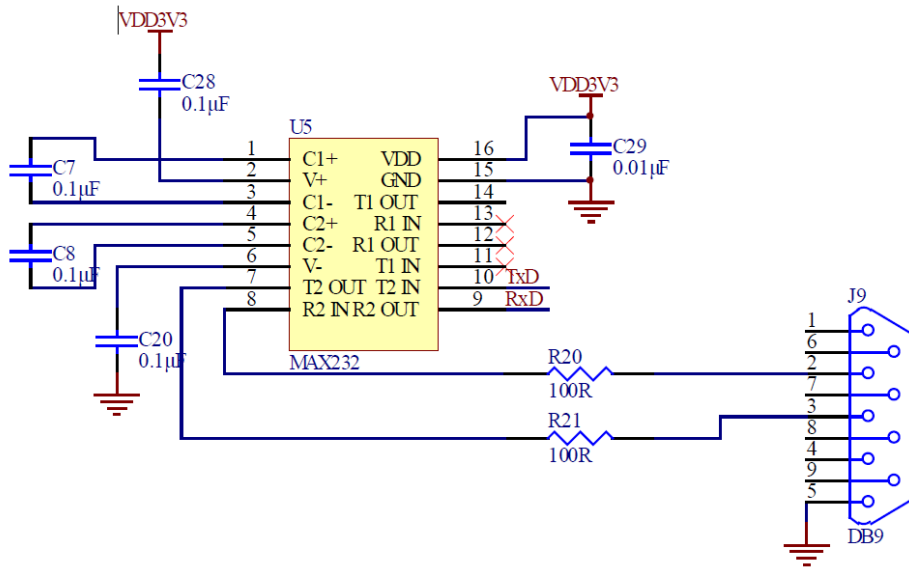 VDD3V3
C28
0.1µF
VDD3V3
C29
0.01µF
U5
C7
0.1µF
C8
0.1µF
C20
0.1µF
1 C1+ VDD 16
2 V+ GND 15
3 C1- T1 OUT 14
4 C2+ R1 IN 13
5 C2- R1 OUT 12
6 V- T1 IN 11
7 T2 OUT T2 IN 10 TxD
8 R2 IN R2 OUT 9 RxD
MAX232
R20
100R
R21
100R
J9
1
6
2
7
3
8
4
9
5
DB9